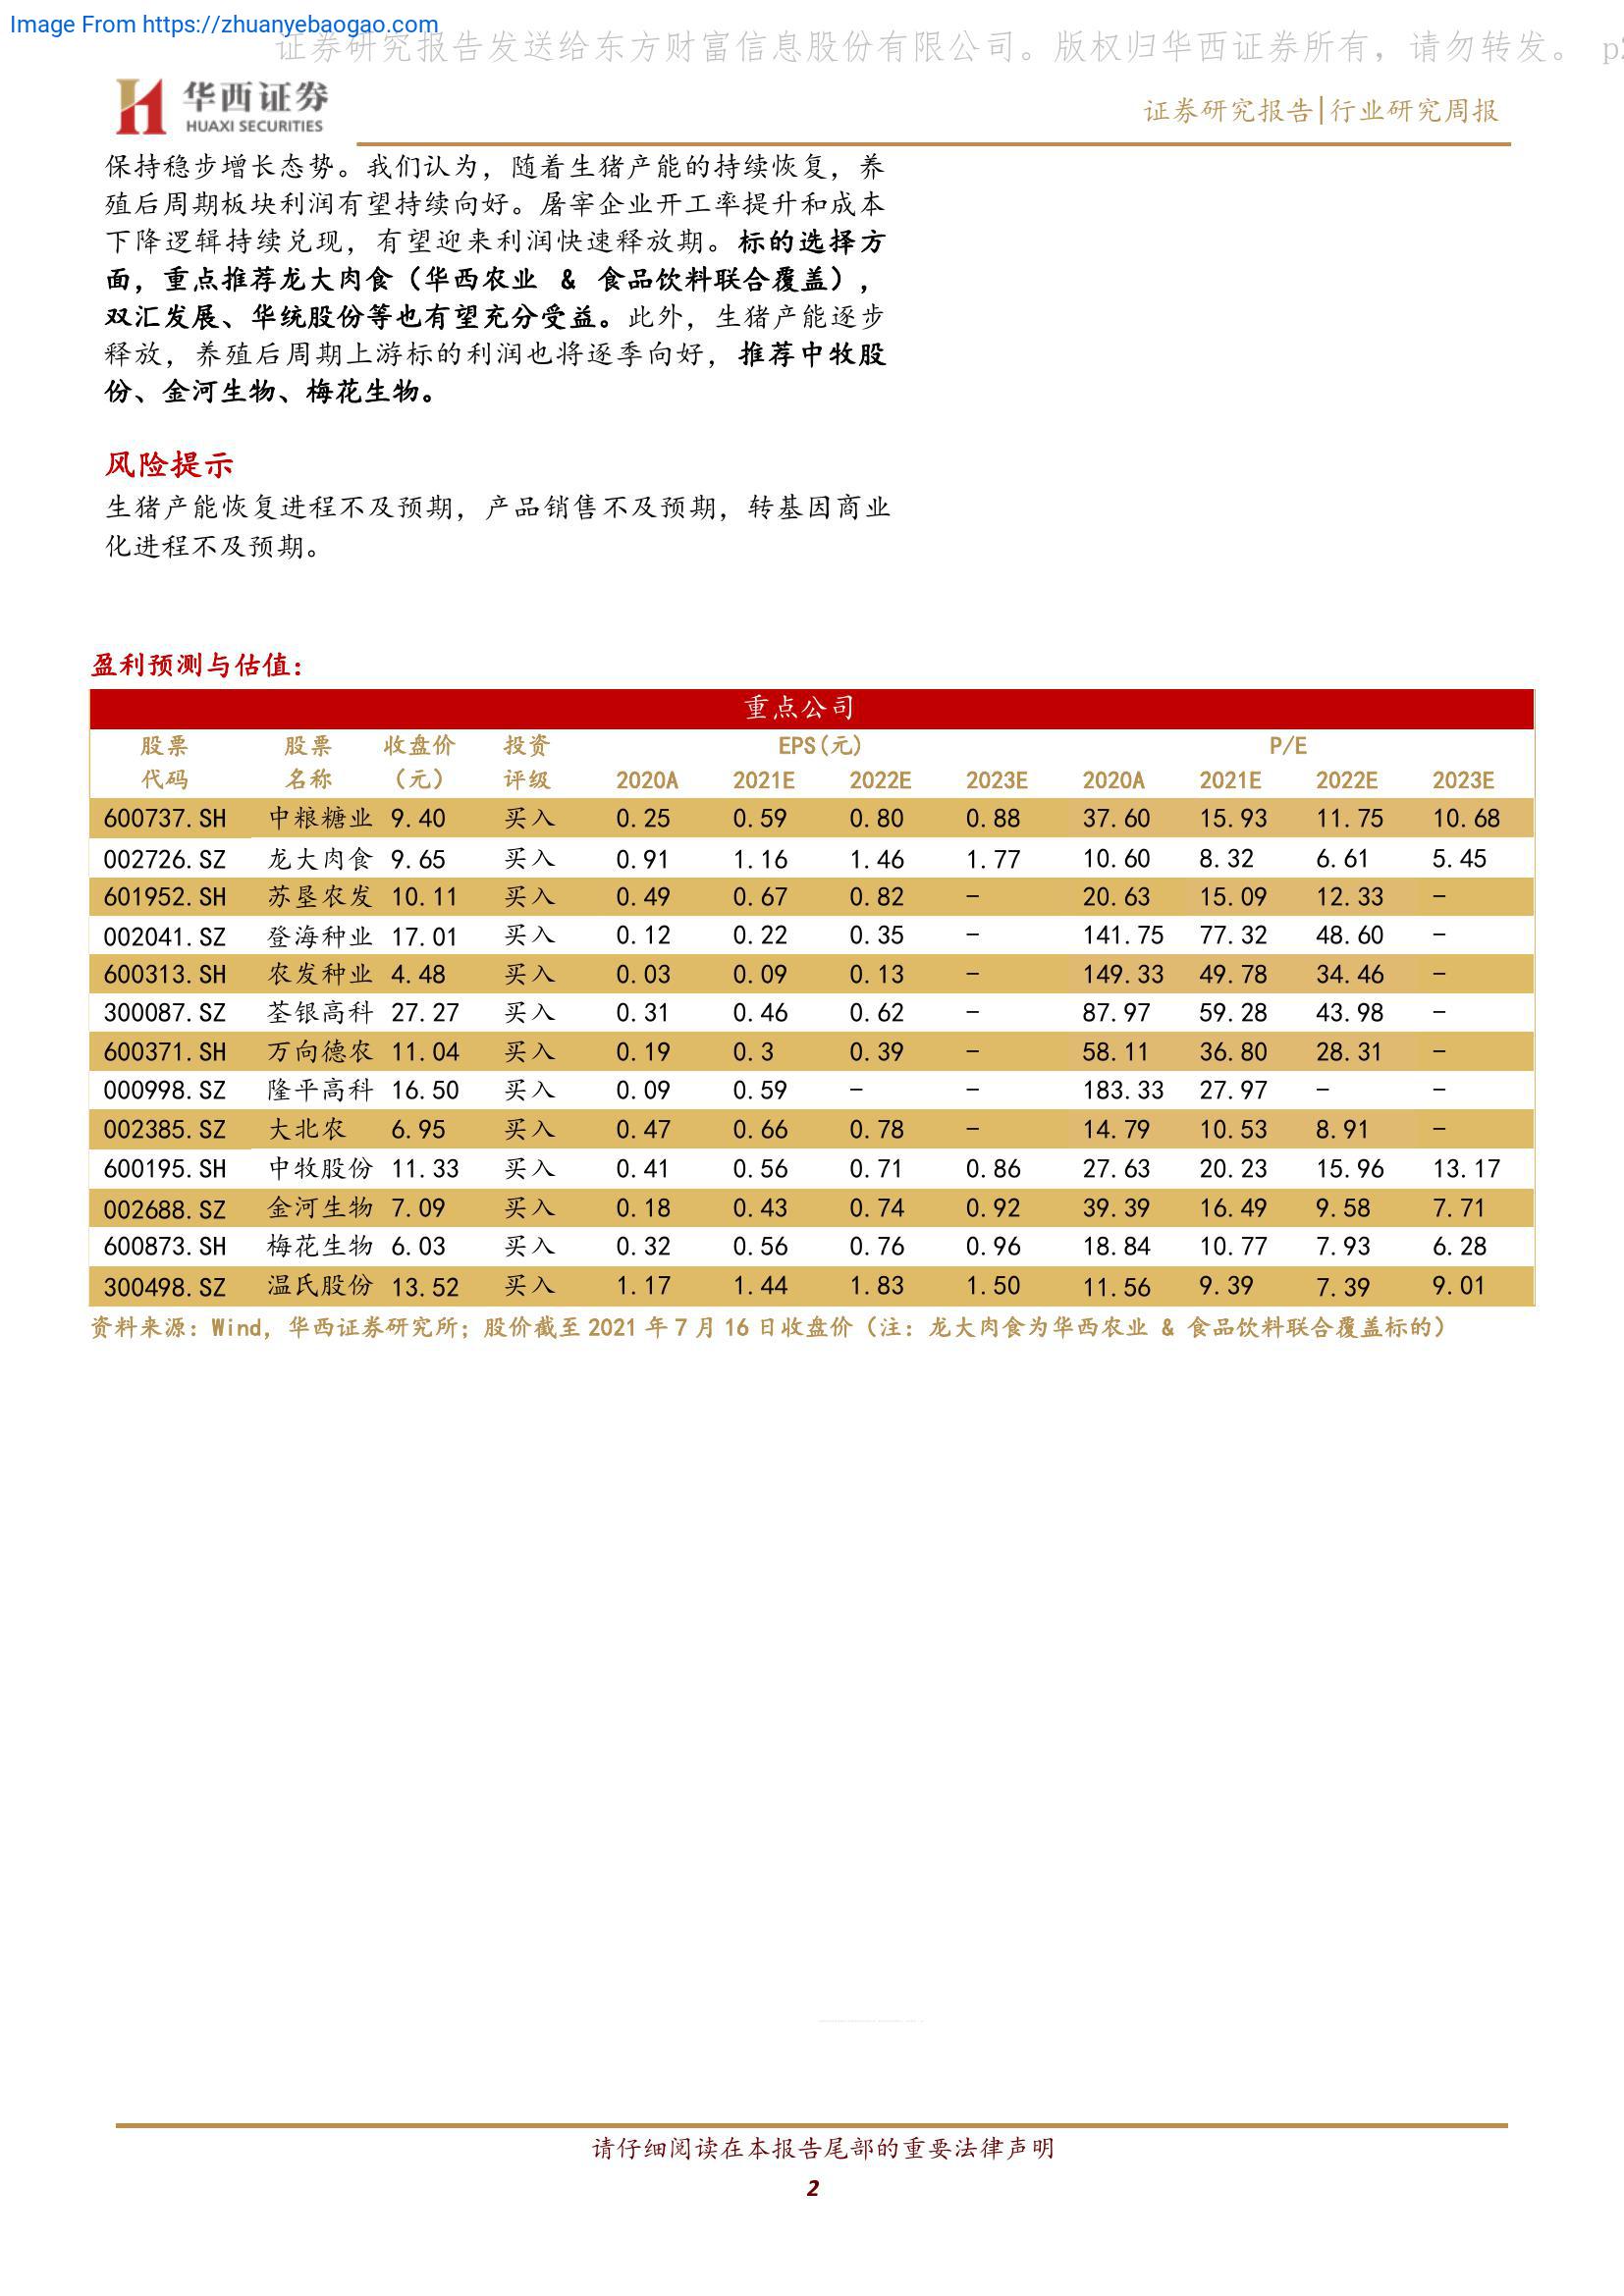 Image From https://zhuanyebaogao.com
证券研究报告发送给东方财富信息股份有限公司。版权归华西证券所有，请勿转发。 p2
华西证券
HUAXI SECURITIES
证券研究报告|行业研究周报
保持稳步增长态势。我们认为，随着生猪产能的持续恢复，养
殖后周期板块利润有望持续向好。屠宰企业开工率提升和成本
下降逻辑持续兑现，有望迎来利润快速释放期。标的选择方
面，重点推荐龙大肉食（华西农业 & 食品饮料联合覆盖），
双汇发展、华统股份等也有望充分受益。此外，生猪产能逐步
释放，养殖后周期上游标的利润也将逐季向好，推荐中牧股
份、金河生物、梅花生物。
风险提示
生猪产能恢复进程不及预期，产品销售不及预期，转基因商业
化进程不及预期。
盈利预测与估值：
重点公司
股票 股票 收盘价 投资 EPS(元) P/E
代码 名称 （元） 评级 2020A 2021E 2022E 2023E 2020A 2021E 2022E 2023E
600737.SH 中粮糖业 9.40 买入 0.25 0.59 0.80 0.88 37.60 15.93 11.75 10.68
002726.SZ 龙大肉食 9.65 买入 0.91 1.16 1.46 1.77 10.60 8.32 6.61 5.45
601952.SH 苏垦农发 10.11 买入 0.49 0.67 0.82 - 20.63 15.09 12.33 -
002041.SZ 登海种业 17.01 买入 0.12 0.22 0.35 - 141.75 77.32 48.60 -
600313.SH 农发种业 4.48 买入 0.03 0.09 0.13 - 149.33 49.78 34.46 -
300087.SZ 荃银高科 27.27 买入 0.31 0.46 0.62 - 87.97 59.28 43.98 -
600371.SH 万向德农 11.04 买入 0.19 0.3 0.39 - 58.11 36.80 28.31 -
000998.SZ 隆平高科 16.50 买入 0.09 0.59 - - 183.33 27.97 - -
002385.SZ 大北农 6.95 买入 0.47 0.66 0.78 - 14.79 10.53 8.91 -
600195.SH 中牧股份 11.33 买入 0.41 0.56 0.71 0.86 27.63 20.23 15.96 13.17
002688.SZ 金河生物 7.09 买入 0.18 0.43 0.74 0.92 39.39 16.49 9.58 7.71
600873.SH 梅花生物 6.03 买入 0.32 0.56 0.76 0.96 18.84 10.77 7.93 6.28
300498.SZ 温氏股份 13.52 买入 1.17 1.44 1.83 1.50 11.56 9.39 7.39 9.01
资料来源：Wind，华西证券研究所；股价截至 2021 年 7 月 16 日收盘价（注：龙大肉食为华西农业 & 食品饮料联合覆盖标的）
请仔细阅读在本报告尾部的重要法律声明
2